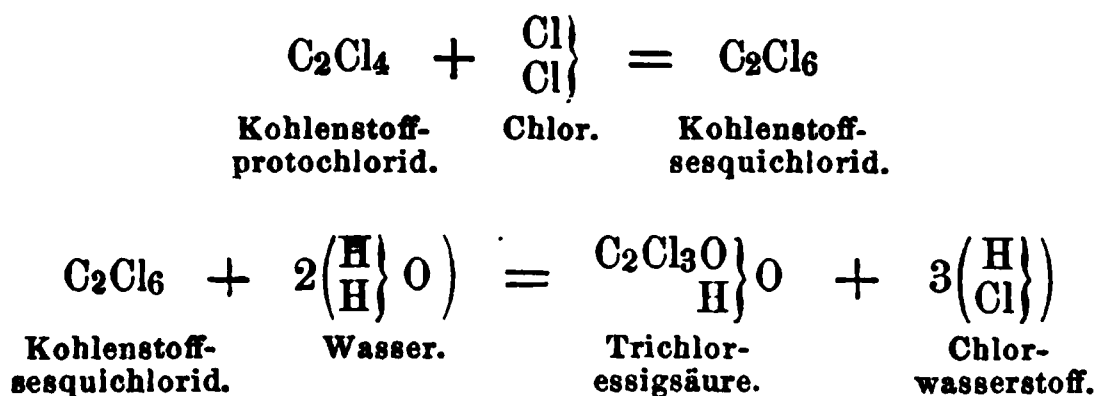 C2Cl4 + Cl Cl} = C2Cl6
Kohlenstoff- Chlor. Kohlenstoff-
protochlorid. sesquichlorid.
C2Cl6 + 2(H H} O) = C2Cl3O H} O + 3(H Cl})
Kohlenstoff- Wasser. Trichlor- Chlor-
sesquichlorid. essigsäure. wasserstoff.